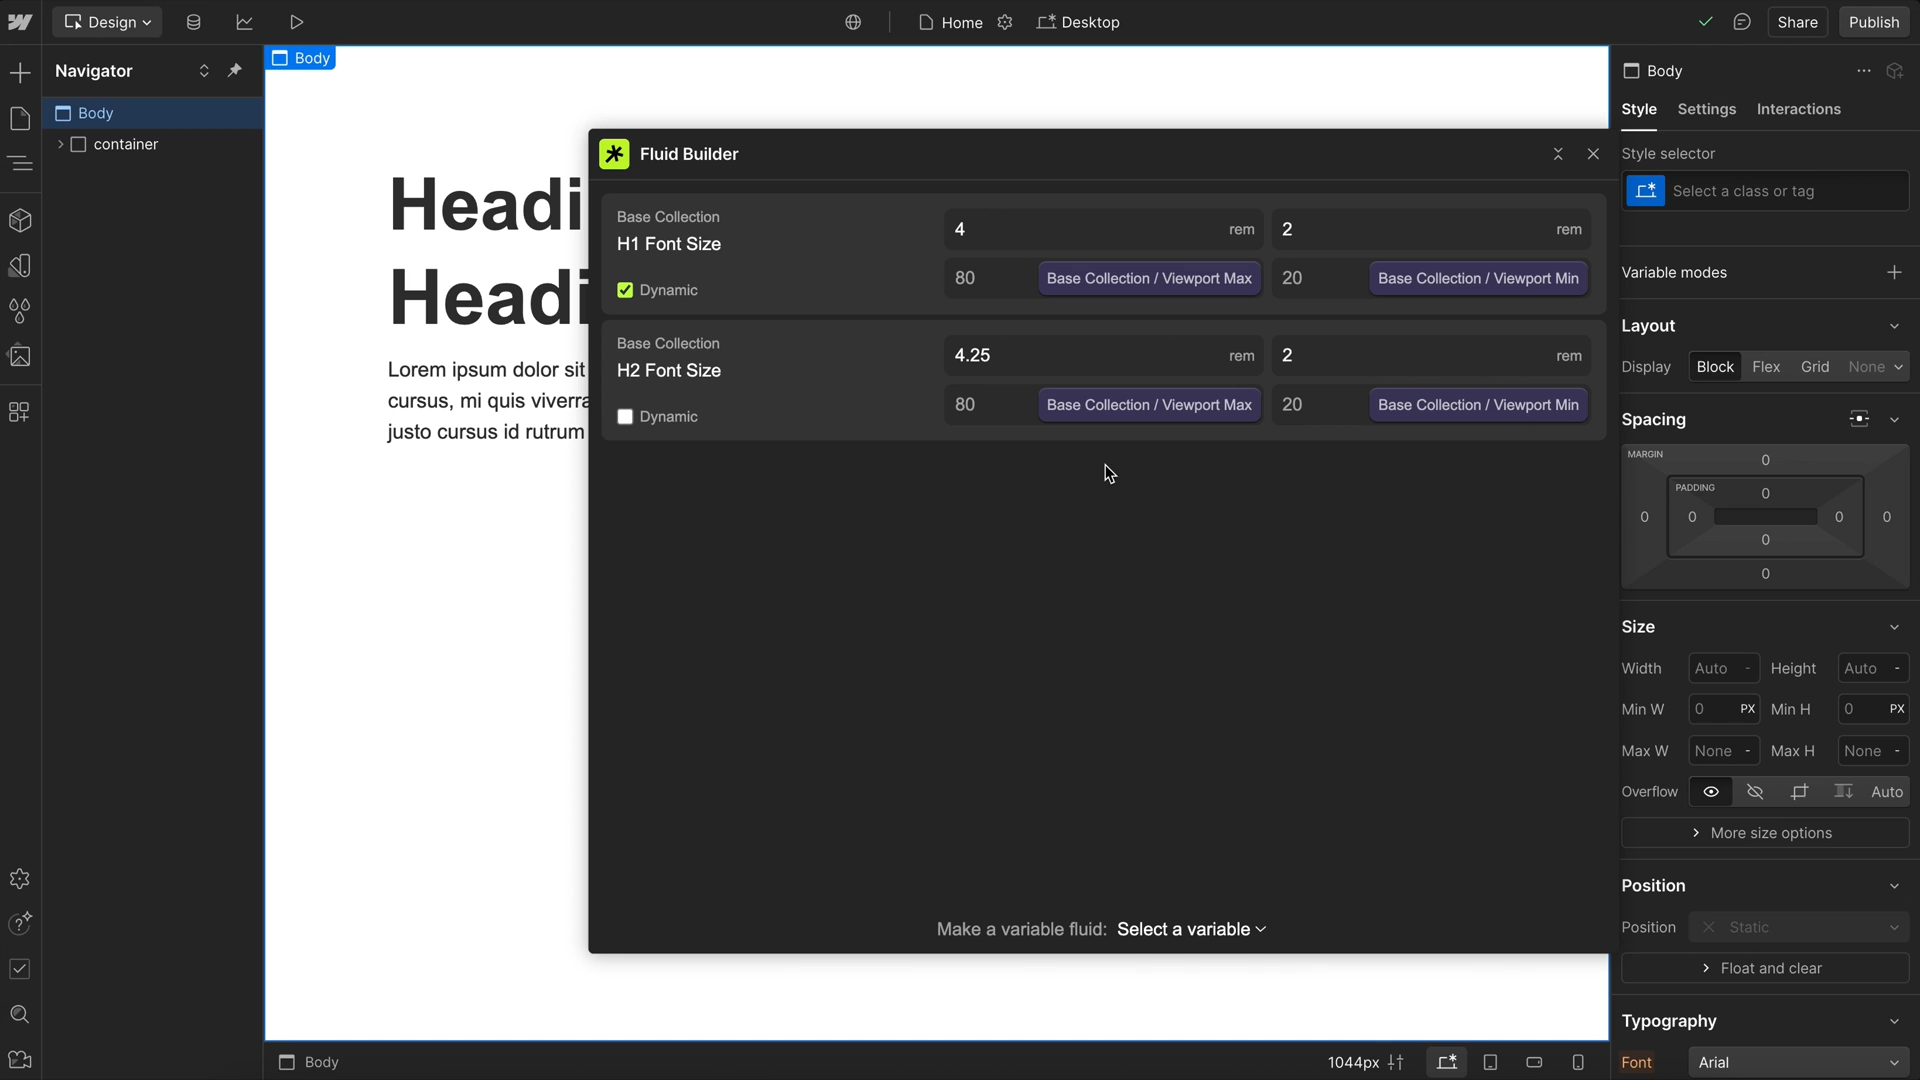 Design
Home
Desktop
Share
Publish
Navigator
Body
container
Body
Headi
Headi
Lorem ipsum dolor sit
cursus, mi quis viverra
justo cursus id rutrum
Fluid Builder
Base Collection
H1 Font Size
Dynamic
4 rem 2 rem
80 Base Collection / Viewport Max 20 Base Collection / Viewport Min
Base Collection
H2 Font Size
Dynamic
4.25 rem 2 rem
80 Base Collection / Viewport Max 20 Base Collection / Viewport Min
Make a variable fluid: Select a variable
Body
1044px
Body
Style Settings Interactions
Style selector
Select a class or tag
Variable modes
Layout
Display Block Flex Grid None
Spacing
MARGIN
0
PADDING
0
0 0 0 0
0
0
Size
Width Auto - Height Auto -
Min W 0 PX Min H 0 PX
Max W None - Max H None -
Overflow Auto
More size options
Position
Position Static
Float and clear
Typography
Font Arial